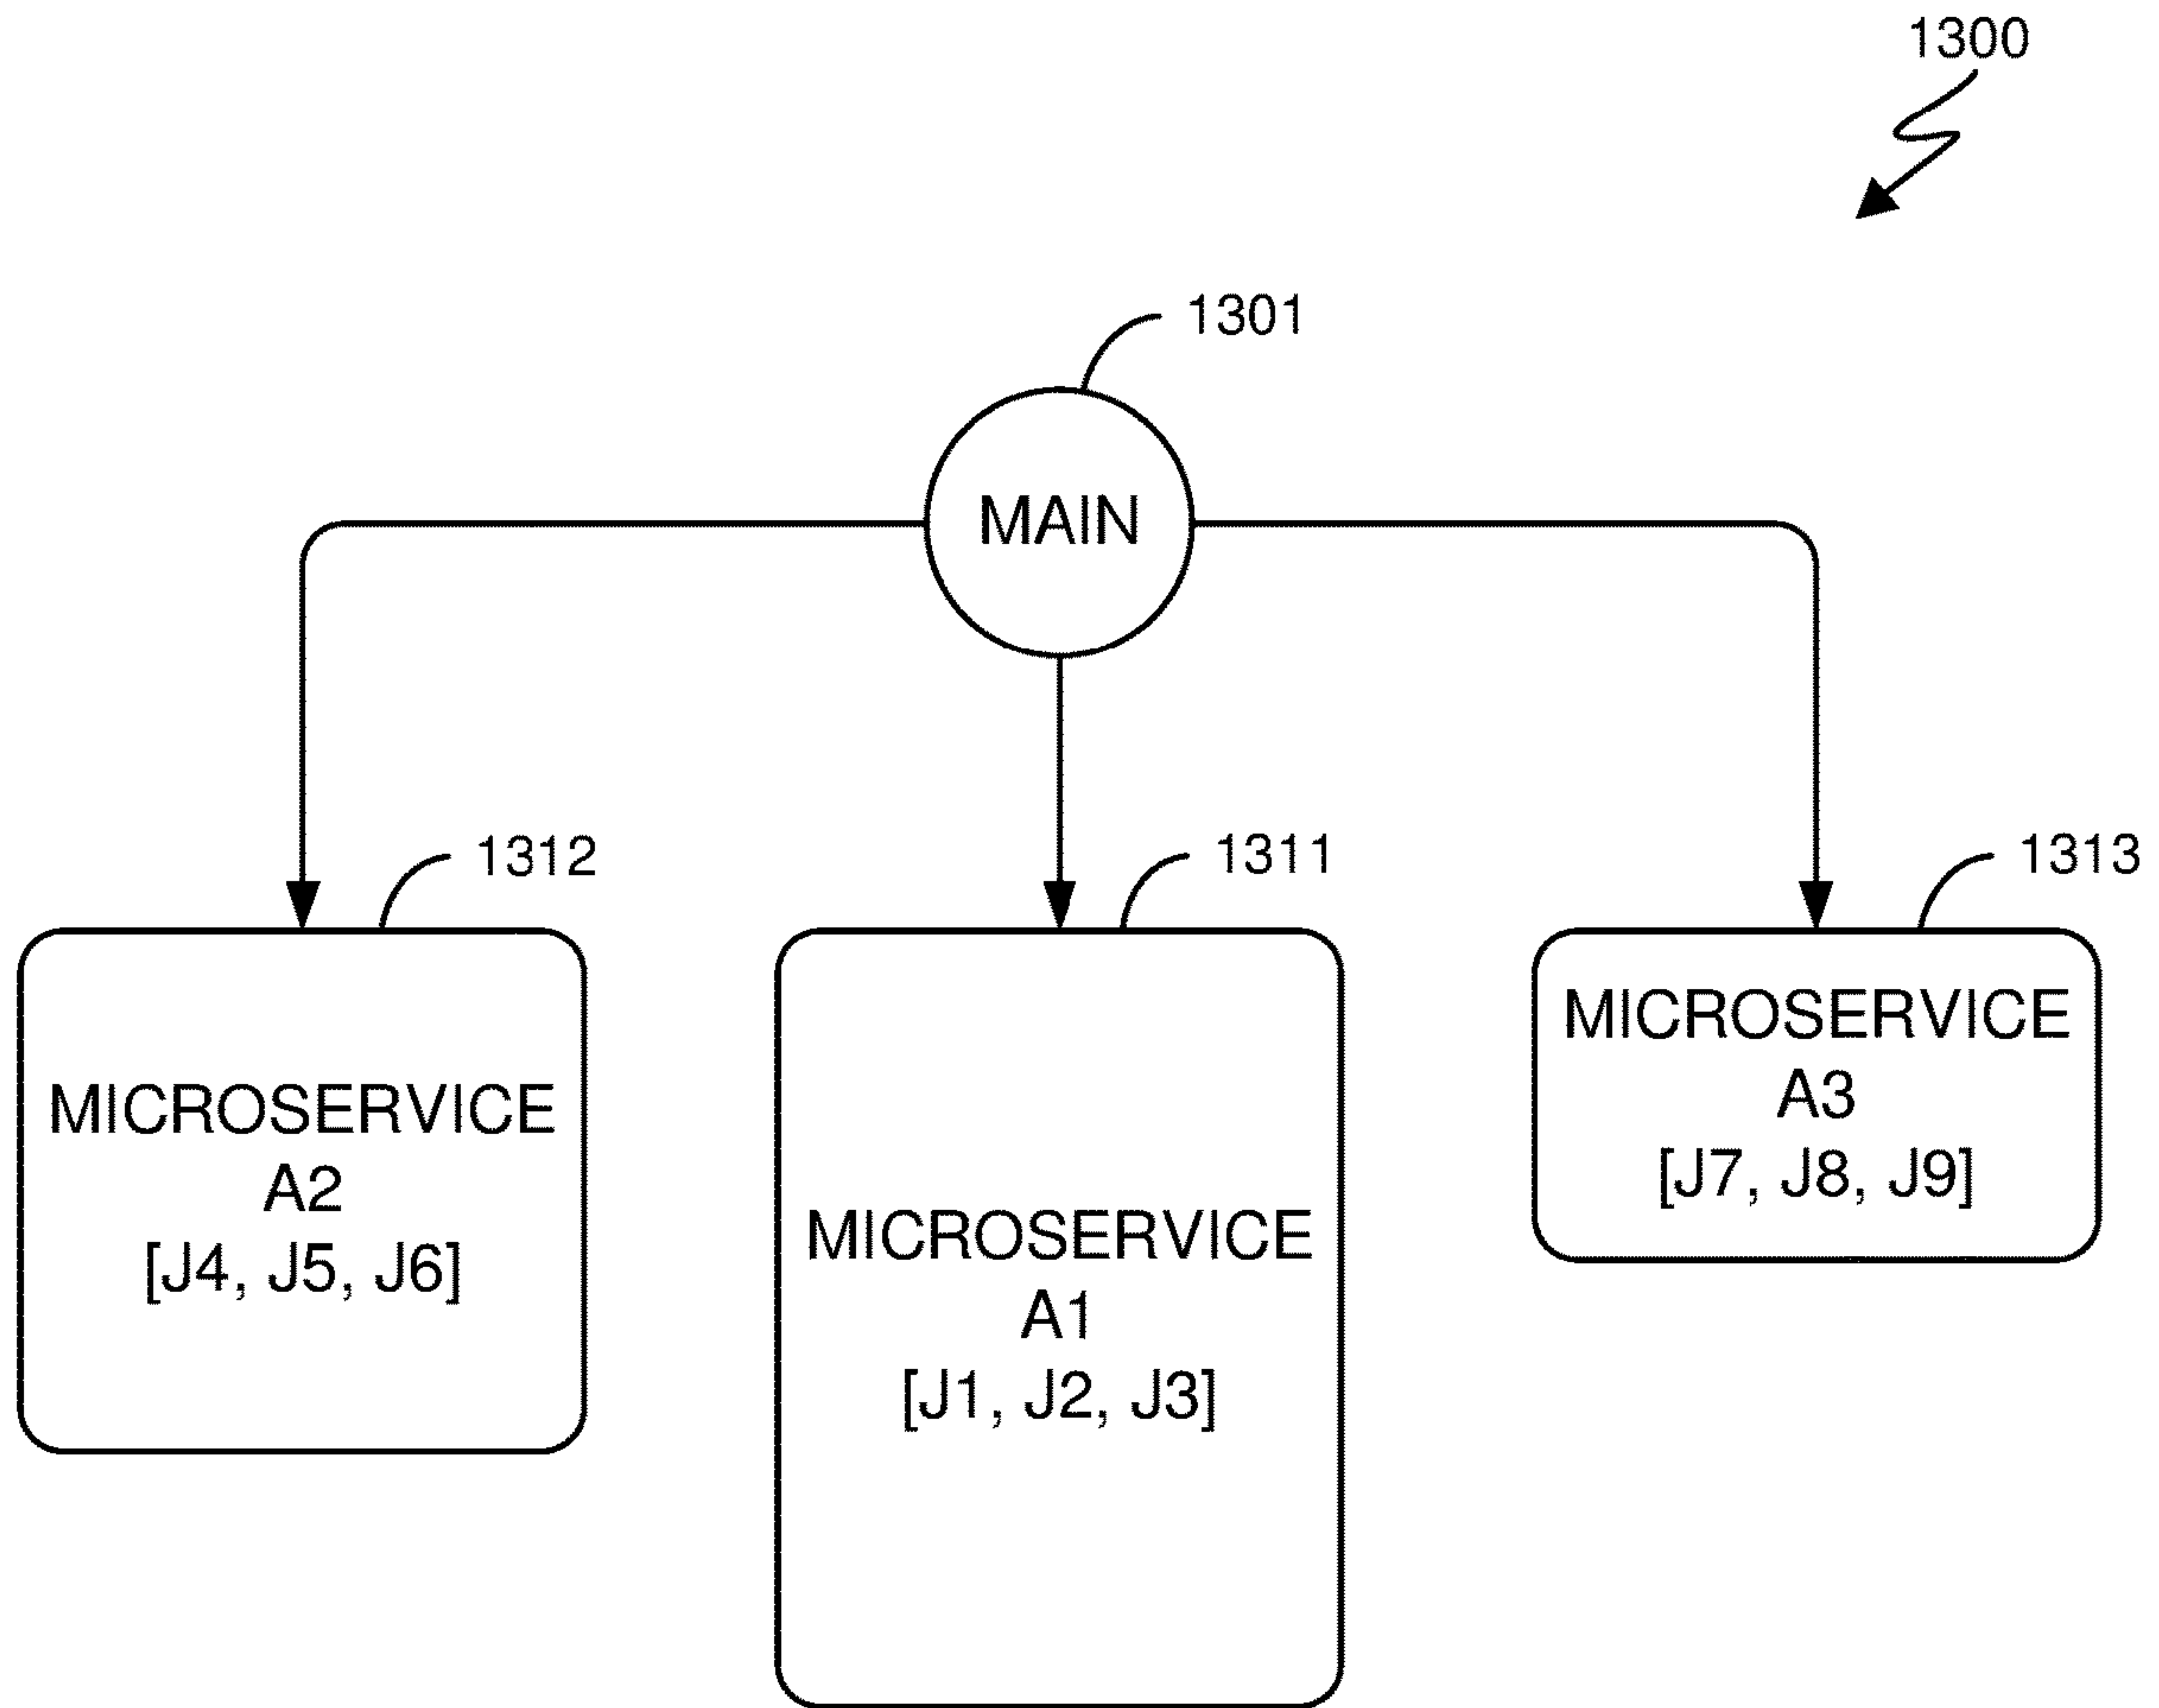 1300
1301
MAIN
1312
1311
1313
MICROSERVICE
A2
[J4, J5, J6]
MICROSERVICE
A1
[J1, J2, J3]
MICROSERVICE
A3
[J7, J8, J9]